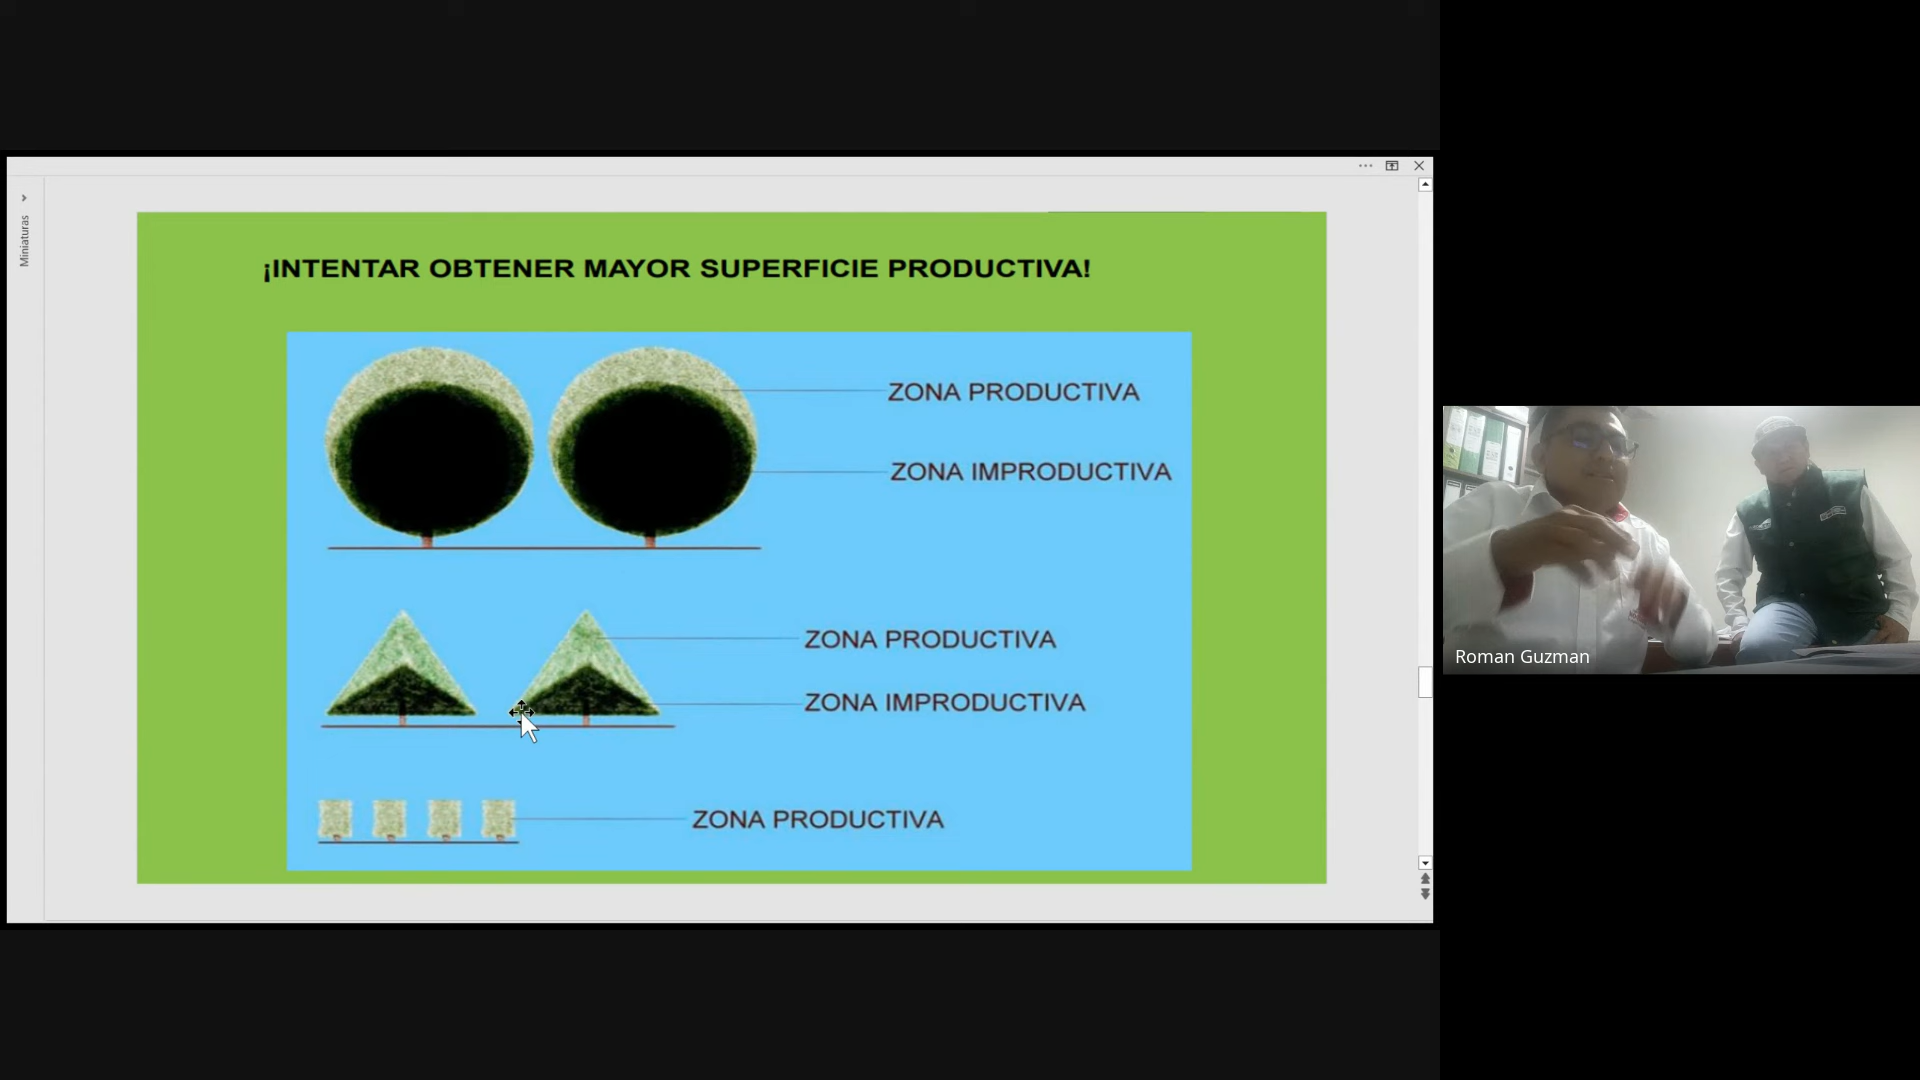 Miniaturas
¡INTENTAR OBTENER MAYOR SUPERFICIE PRODUCTIVA!
ZONA PRODUCTIVA
ZONA IMPRODUCTIVA
ZONA PRODUCTIVA
ZONA IMPRODUCTIVA
ZONA PRODUCTIVA
Roman Guzman